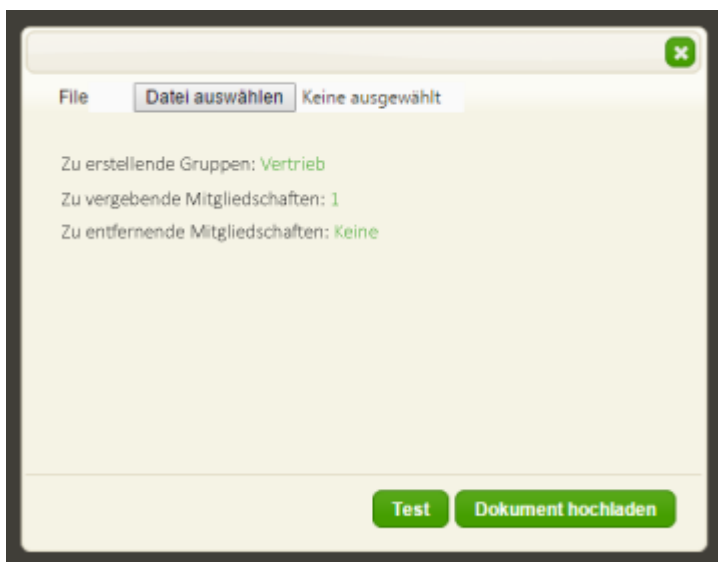 File Datei auswählen Keine ausgewählt
Zu erstellende Gruppen: Vertrieb
Zu vergebende Mitgliedschaften: 1
Zu entfernende Mitgliedschaften: Keine
Test Dokument hochladen